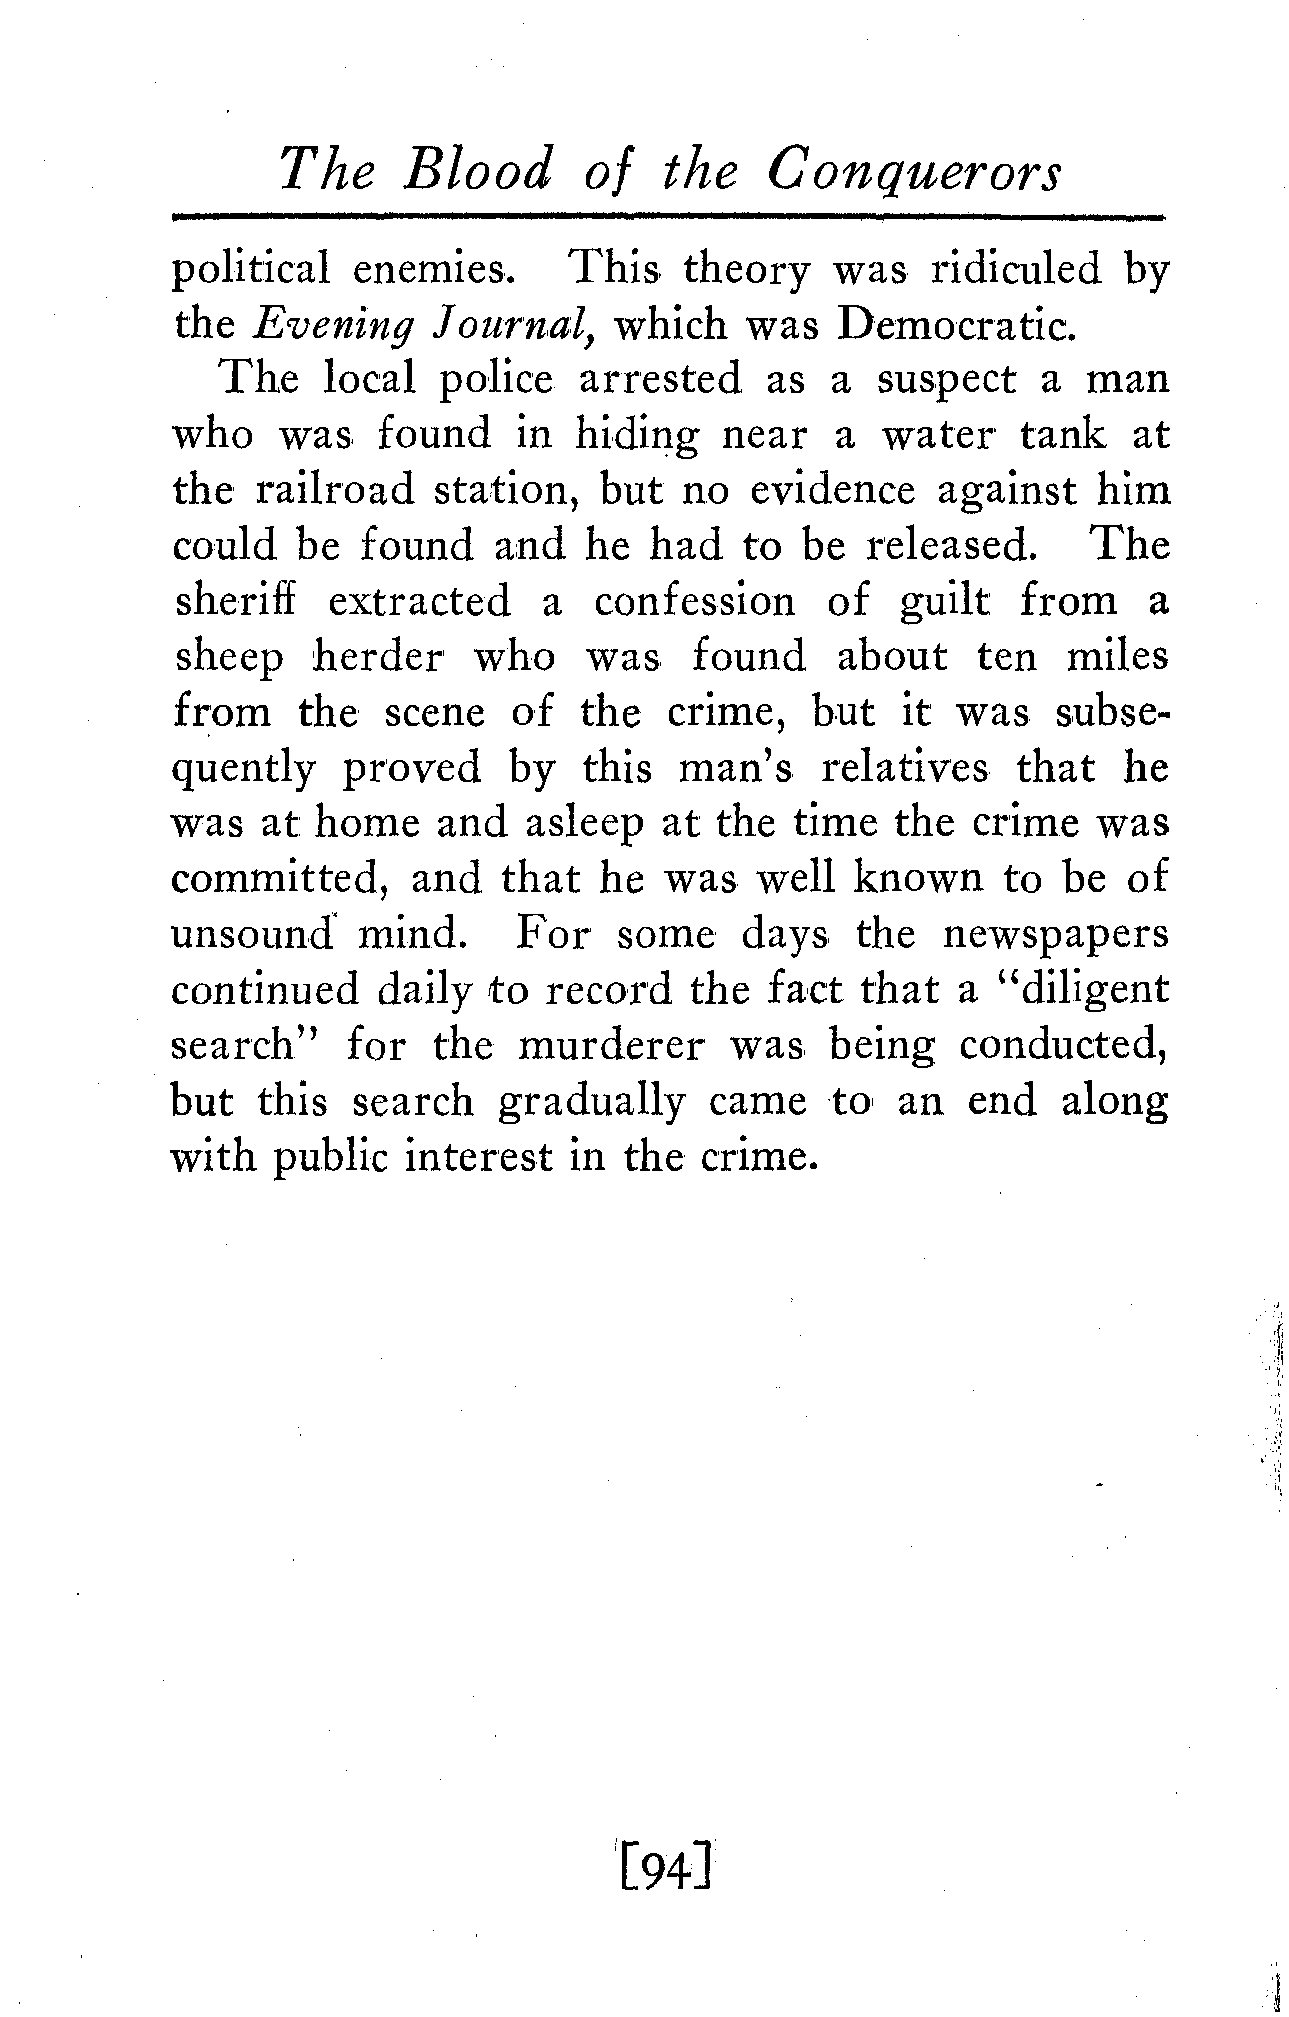 The Blood of the Conquerors
political enemies. This theory was ridiculed by
the Evening Journal, which was Democratic.
The local police arrested as a suspect a man
who was found in hiding near a water tank at
the railroad station, but no evidence against him
could be found and he had to be released. The
sheriff extracted a confession of guilt from a
sheep herder who was found about ten miles
from the scene of the crime, but it was subse-
quently proved by this man's relatives that he
was at home and asleep at the time the crime was
committed, and that he was well known to be of
unsound mind. For some days the newspapers
continued daily to record the fact that a "diligent
search" for the murderer was being conducted,
but this search gradually came to an end along
with public interest in the crime.
[94]